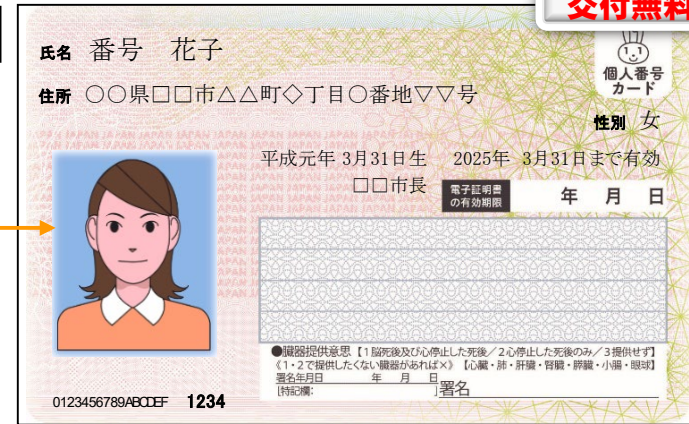 交付無料
氏名 番号 花子
個人番号
カード
住所 ○○県□□市△△町◇丁目○番地▽▽号
性別 女
平成元年 3月31日生 2025年 3月31日まで有効
□□市長
電子証明書
の有効期限
年 月 日
●臓器提供意思【1 脳死後及び心停止した死後／2 心停止した死後のみ／3 提供せず】
《1・2で提供したくない臓器があれば×》【心臓・肺・肝臓・腎臓・膵臓・小腸・眼球】
署名年月日 年 月 日
[特記欄: ]署名
0123456789ABCDEF 1234